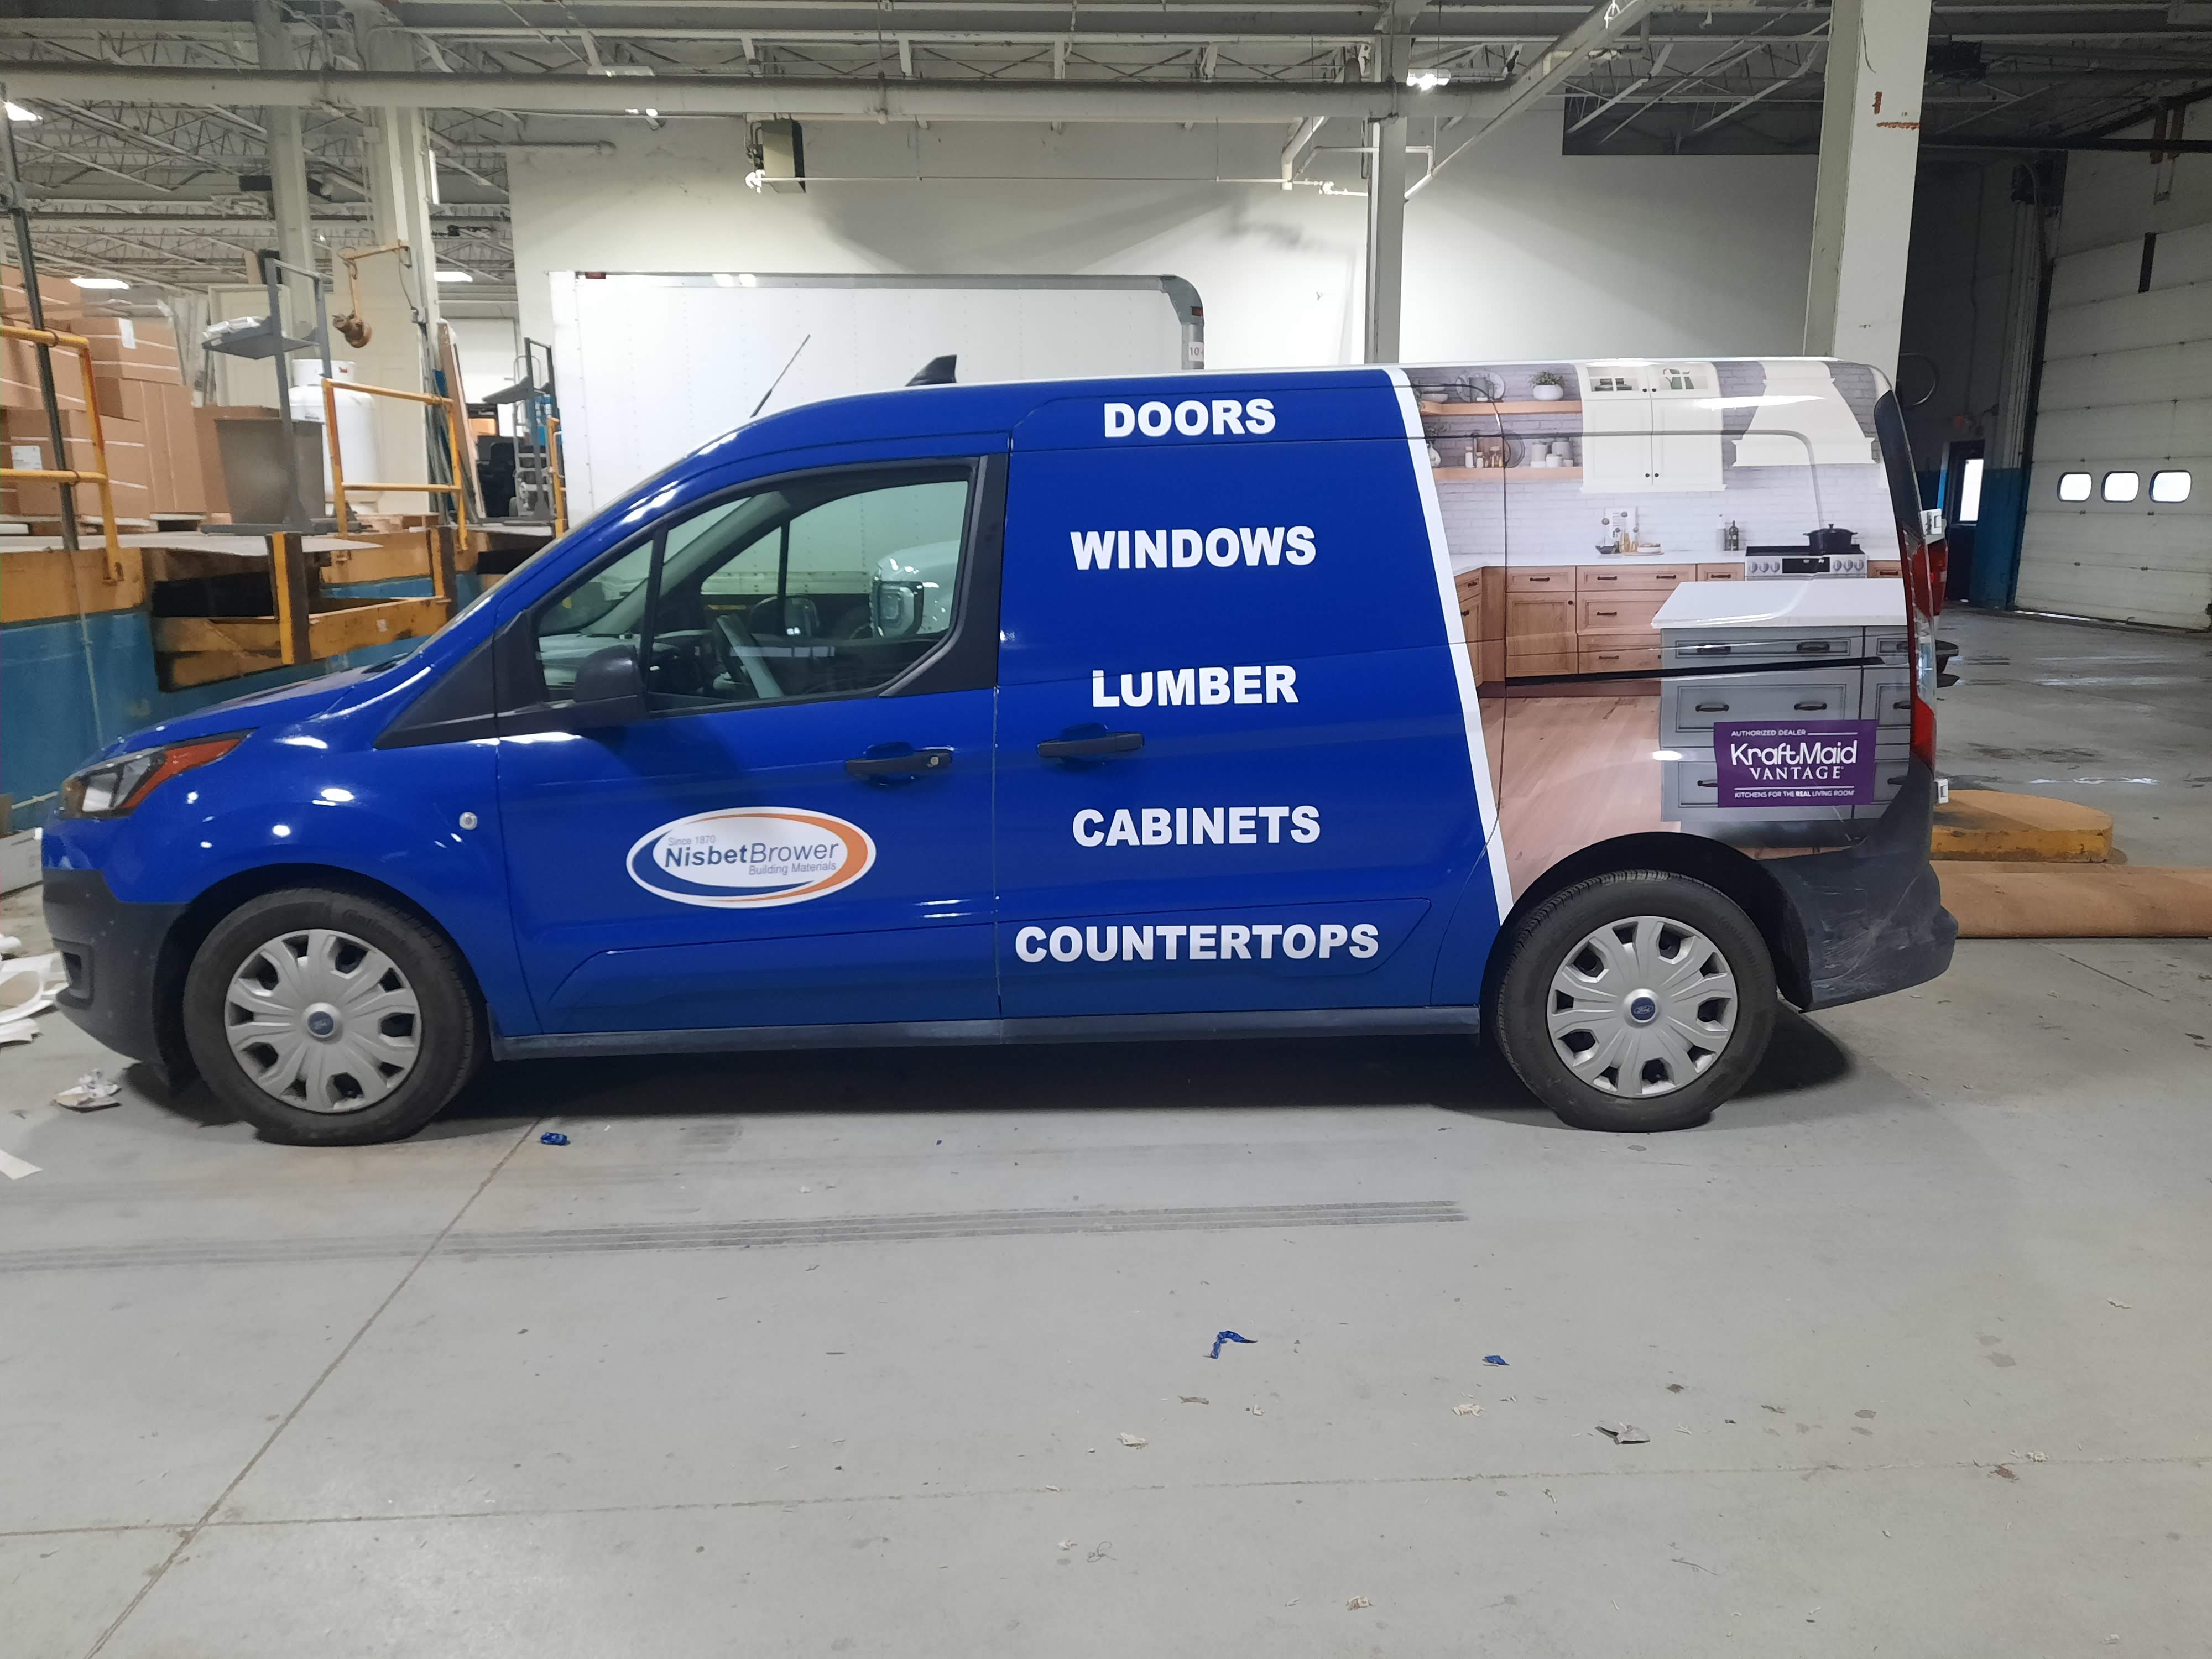 DOORS
WINDOWS
LUMBER
CABINETS
COUNTERTOPS
Since 1870
NisbetBrower
Building Materials
AUTHORIZED DEALER
KraftMaid
VANTAGE
KITCHENS FOR THE REAL LIVING ROOM
Ford